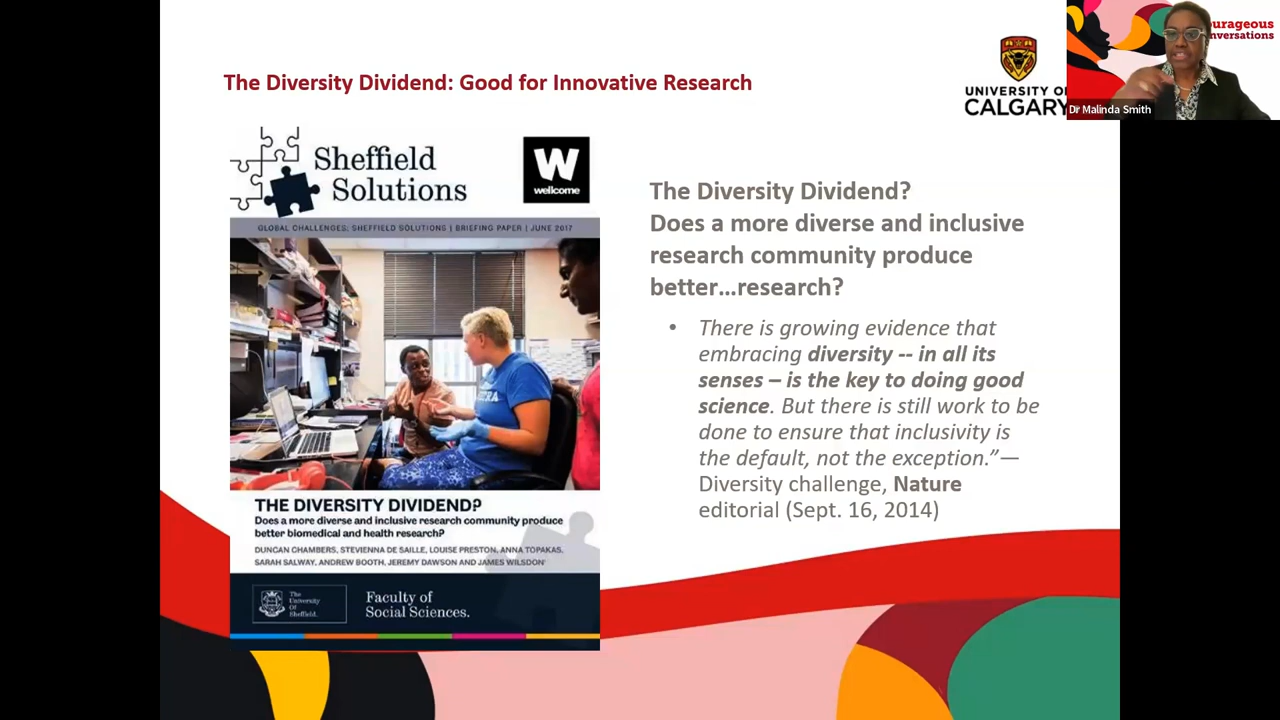 The Diversity Dividend: Good for Innovative Research
UNIVERSITY OF
CALGARY
urageous
nversations
Dr Malinda Smith
Sheffield
Solutions
W
wellcome
GLOBAL CHALLENGES; SHEFFIELD SOLUTIONS | BRIEFING PAPER | JUNE 2017
THE DIVERSITY DIVIDEND?
Does a more diverse and inclusive research community produce
better biomedical and health research?
DUNCAN CHAMBERS, STEVIENNA DE SAILLE, LOUISE PRESTON, ANNA TOPAKAS,
SARAH SALWAY, ANDREW BOOTH, JEREMY DAWSON AND JAMES WILSDON
The
University
Of
Sheffield.
Faculty of
Social Sciences.
The Diversity Dividend?
Does a more diverse and inclusive
research community produce
better…research?
• There is growing evidence that
embracing diversity -- in all its
senses – is the key to doing good
science. But there is still work to be
done to ensure that inclusivity is
the default, not the exception.”—
Diversity challenge, Nature
editorial (Sept. 16, 2014)